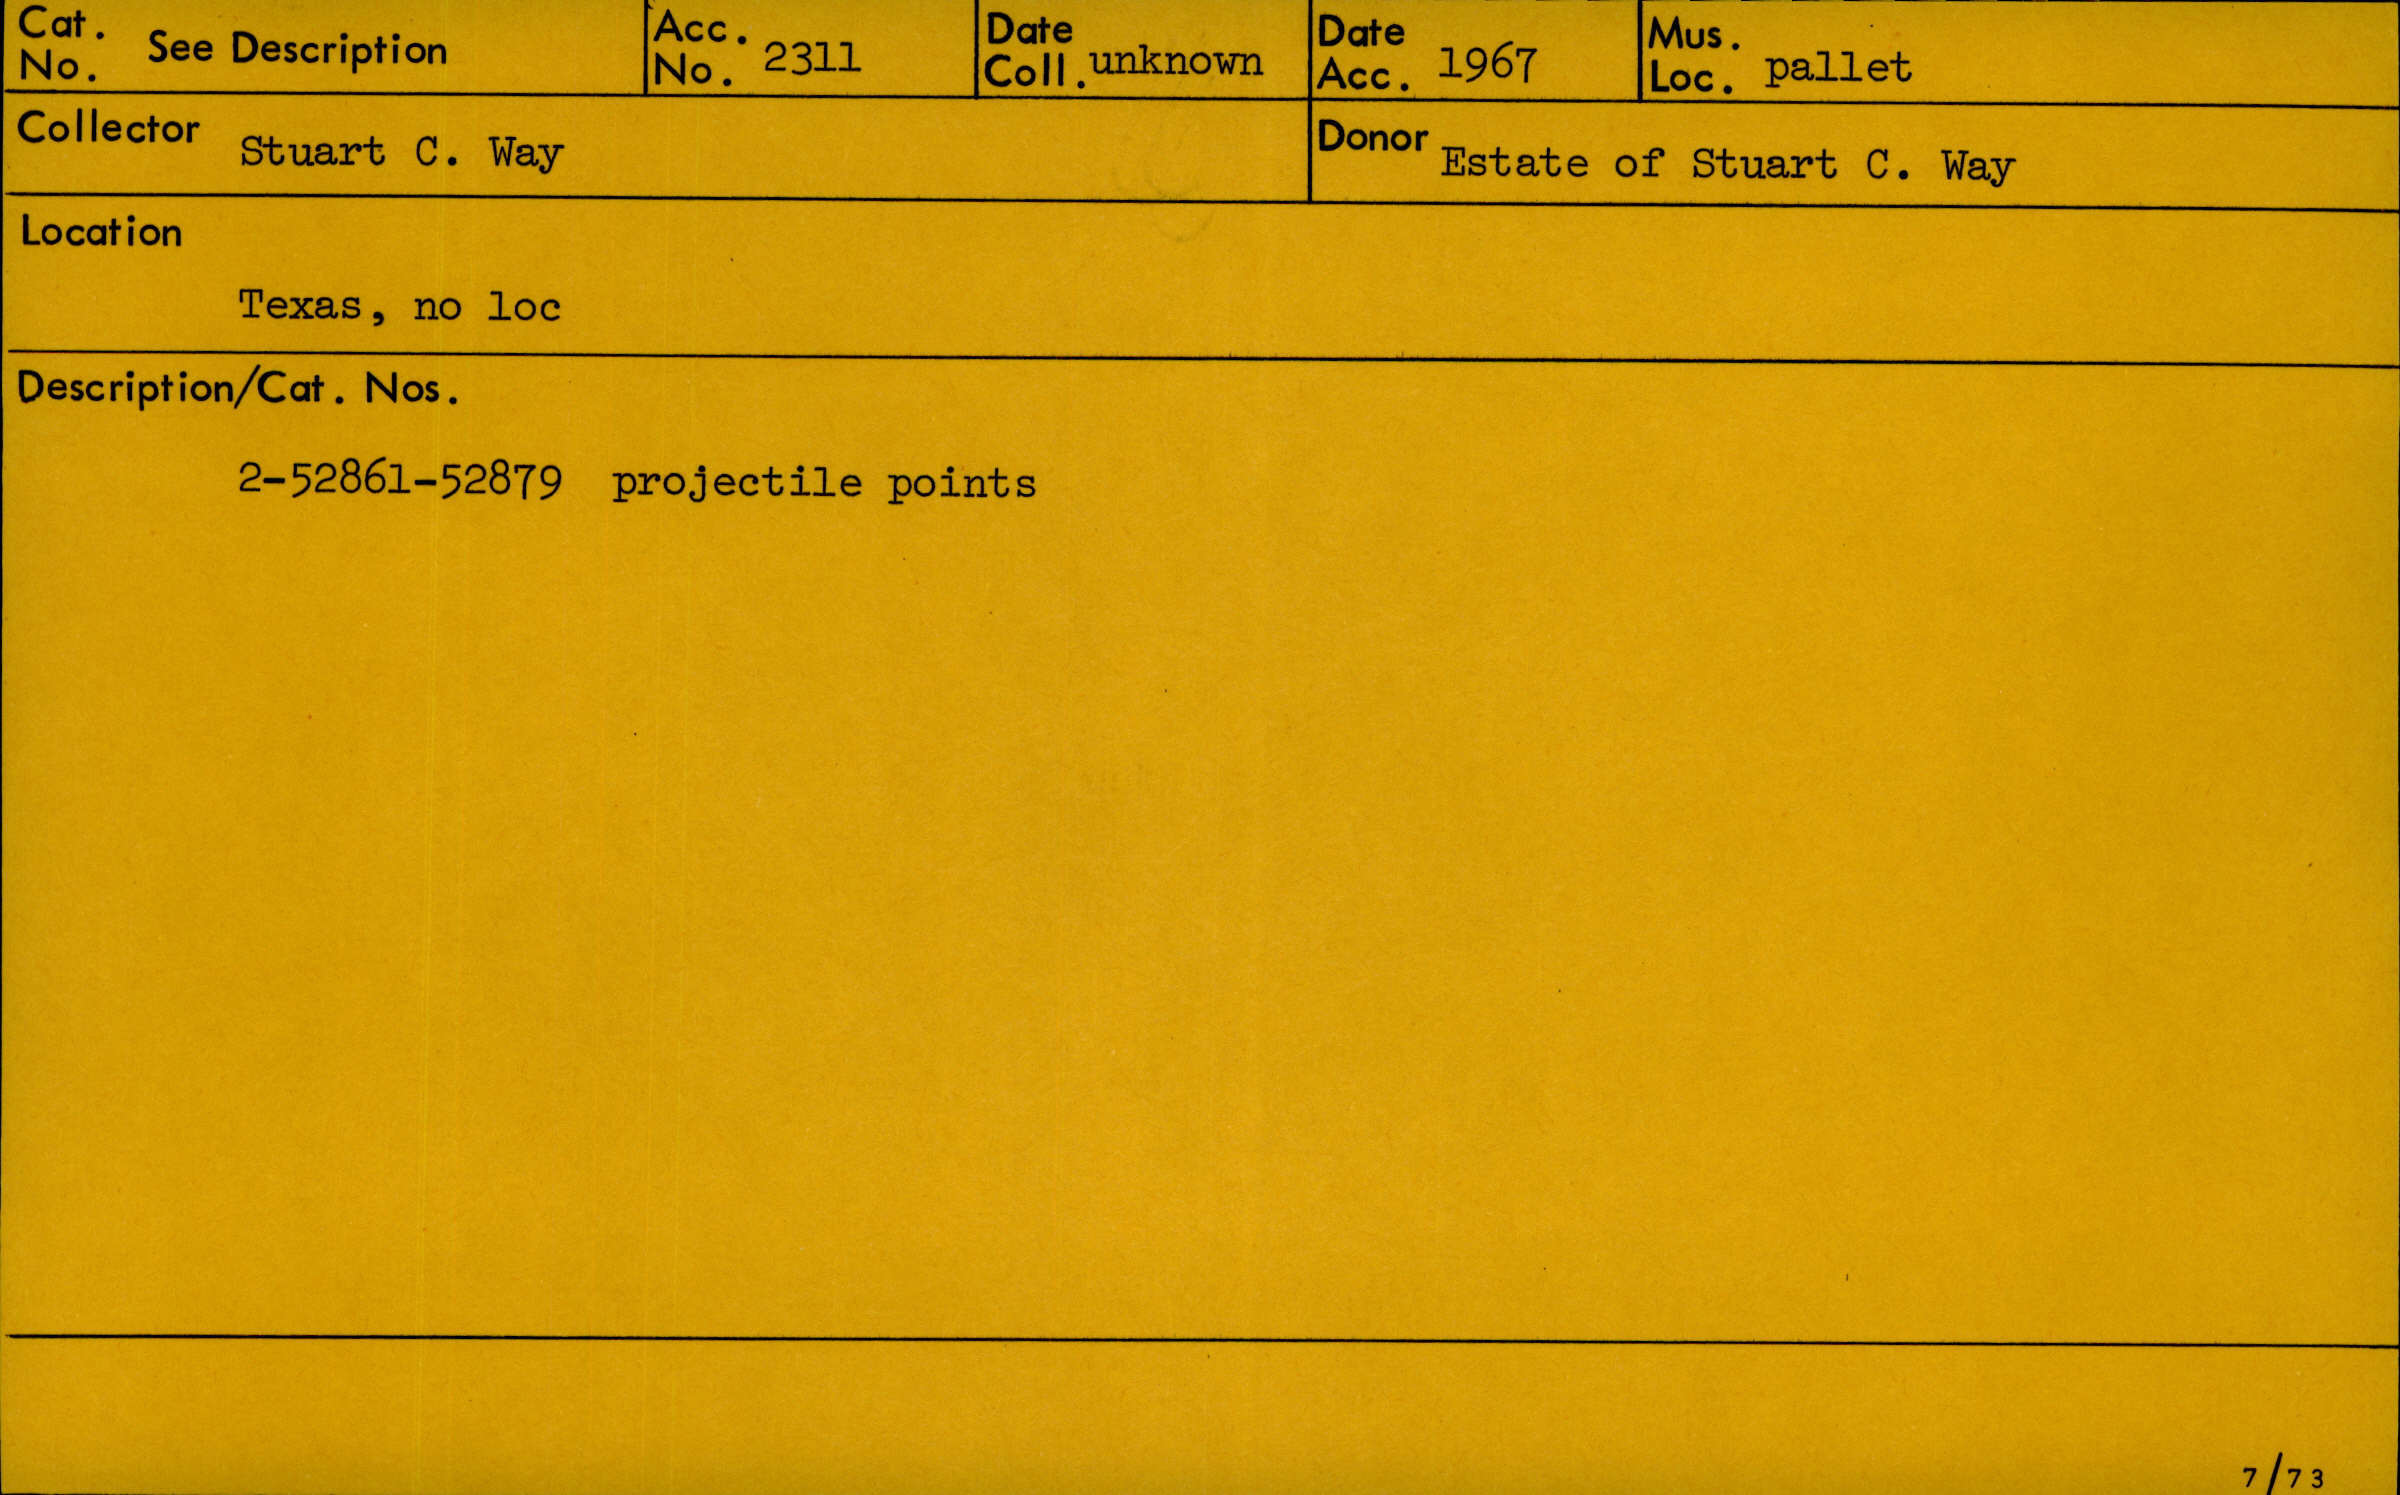 Cat. No. See Description
Acc. No. 2311
Date Coll. unknown
Date Acc. 1967
Mus. Loc. pallet
Collector Stuart C. Way
Donor Estate of Stuart C. Way
Location
Texas, no loc
Description/Cat. Nos.
2-52861-52879 projectile points
7/73